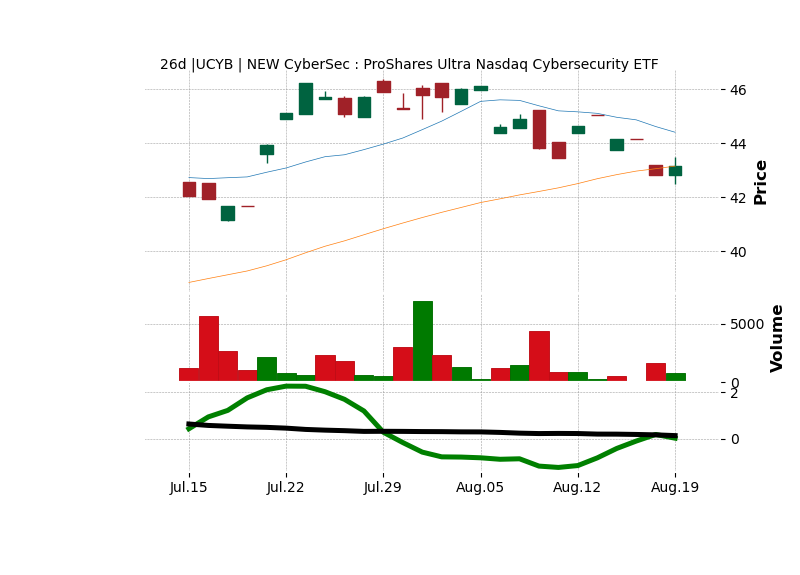 26d |UCYB | NEW CyberSec : ProShares Ultra Nasdaq Cybersecurity ETF
46
44
42
40
Price
5000
0
Volume
2
0
Jul.15 Jul.22 Jul.29 Aug.05 Aug.12 Aug.19